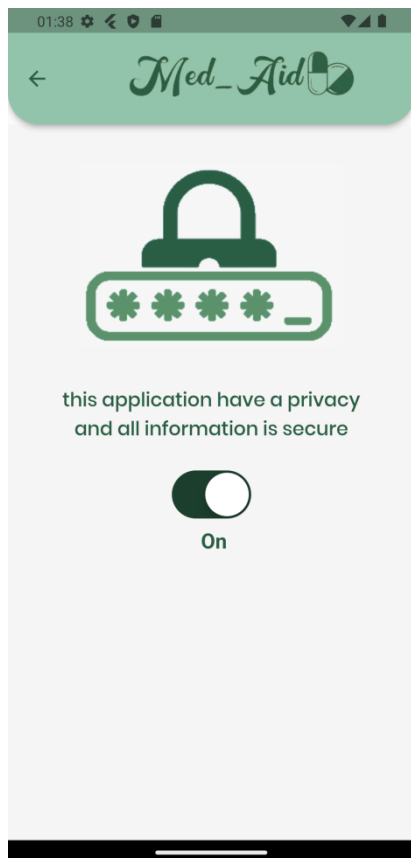 01:38
Med_Aid
****_
this application have a privacy
and all information is secure
On